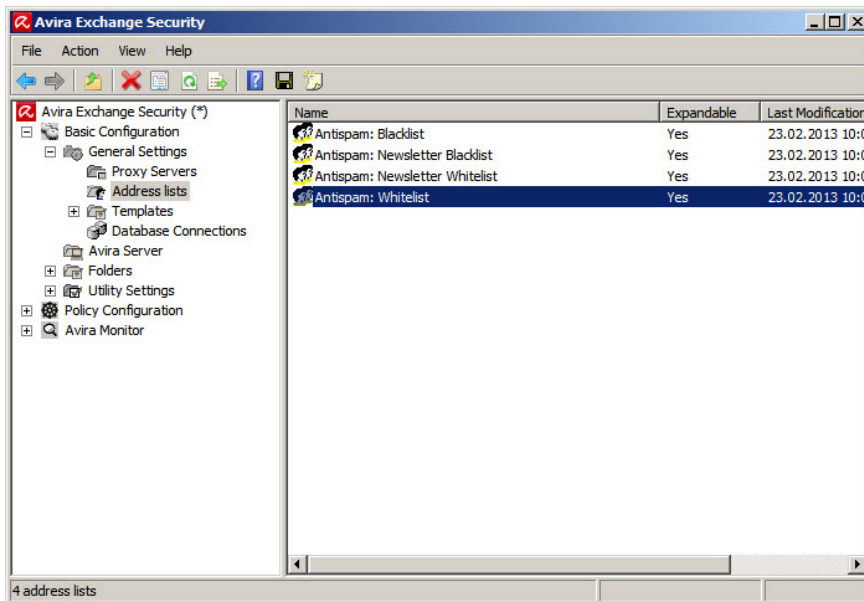 Avira Exchange Security
File Action View Help
Avira Exchange Security (*)
Basic Configuration
General Settings
Proxy Servers
Address lists
Templates
Database Connections
Avira Server
Folders
Utility Settings
Policy Configuration
Avira Monitor
Name Expandable Last Modification
Antispam: Blacklist Yes 23.02.2013 10:0
Antispam: Newsletter Blacklist Yes 23.02.2013 10:0
Antispam: Newsletter Whitelist Yes 23.02.2013 10:0
Antispam: Whitelist Yes 23.02.2013 10:0
4 address lists